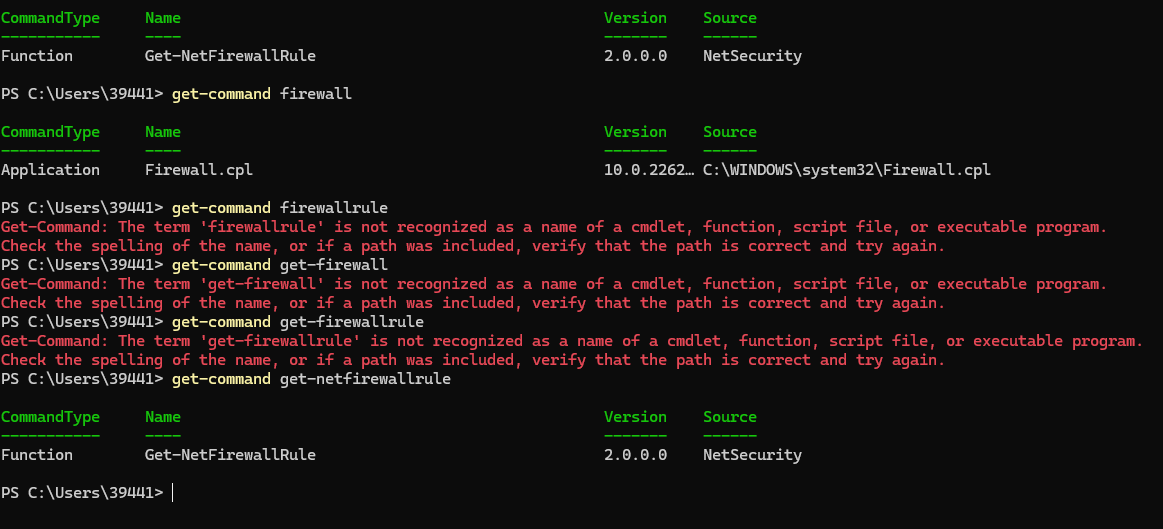 CommandType     Name                                               Version    Source
-----------     ----                                               -------    ------
Function        Get-NetFirewallRule                                2.0.0.0    NetSecurity
PS C:\Users\39441> get-command firewall
CommandType     Name                                               Version    Source
-----------     ----                                               -------    ------
Application     Firewall.cpl                                       10.0.2262… C:\WINDOWS\system32\Firewall.cpl
PS C:\Users\39441> get-command firewallrule
Get-Command: The term 'firewallrule' is not recognized as a name of a cmdlet, function, script file, or executable program.
Check the spelling of the name, or if a path was included, verify that the path is correct and try again.
PS C:\Users\39441> get-command get-firewall
Get-Command: The term 'get-firewall' is not recognized as a name of a cmdlet, function, script file, or executable program.
Check the spelling of the name, or if a path was included, verify that the path is correct and try again.
PS C:\Users\39441> get-command get-firewallrule
Get-Command: The term 'get-firewallrule' is not recognized as a name of a cmdlet, function, script file, or executable program.
Check the spelling of the name, or if a path was included, verify that the path is correct and try again.
PS C:\Users\39441> get-command get-netfirewallrule
CommandType     Name                                               Version    Source
-----------     ----                                               -------    ------
Function        Get-NetFirewallRule                                2.0.0.0    NetSecurity
PS C:\Users\39441>